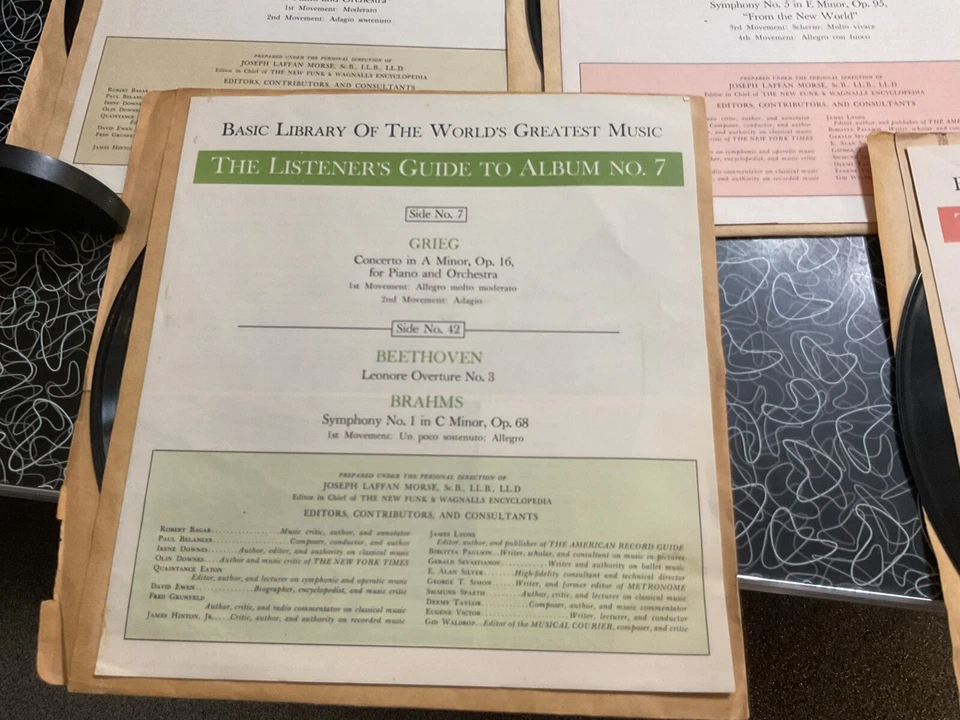 1st Movement: Moderato
2nd Movement: Adagio sostenuto
PREPARED UNDER THE PERSONAL DIRECTION OF
JOSEPH LAFFAN MORSE, Sc.B., LL.B., LL.D
Editor in Chief of THE NEW FUNK & WAGNALLS ENCYCLOPEDIA
EDITORS, CONTRIBUTORS, AND CONSULTANTS
Symphony No. 5 in E Minor, Op. 95,
"From the New World"
3rd Movement: Scherzo: Molto vivace
4th Movement: Allegro con fuoco
PREPARED UNDER THE PERSONAL DIRECTION OF
JOSEPH LAFFAN MORSE, Sc.B., LL.B., LL.D
Editor in Chief of THE NEW FUNK & WAGNALLS ENCYCLOPEDIA
EDITORS, CONTRIBUTORS, AND CONSULTANTS
BASIC LIBRARY OF THE WORLD'S GREATEST MUSIC
THE LISTENER'S GUIDE TO ALBUM NO. 7
Side No. 7
GRIEG
Concerto in A Minor, Op. 16,
for Piano and Orchestra
1st Movement: Allegro molto moderato
2nd Movement: Adagio
Side No. 42
BEETHOVEN
Leonore Overture No. 3
BRAHMS
Symphony No. 1 in C Minor, Op. 68
1st Movement: Un poco sostenuto; Allegro
PREPARED UNDER THE PERSONAL DIRECTION OF
JOSEPH LAFFAN MORSE, Sc.B., LL.B., LL.D
Editor in Chief of THE NEW FUNK & WAGNALLS ENCYCLOPEDIA
EDITORS, CONTRIBUTORS, AND CONSULTANTS
ROBERT BAGAR.....Music critic, author, and annotator
PAUL BELANGER.....Composer, conductor, and author
IRENE DOWNES.....Author, editor, and authority on classical music
OLIN DOWNES.....Author and music critic of THE NEW YORK TIMES
QUAINTANCE EATON
Editor, author, and lecturer on symphonic and operatic music
DAVID EWEN.....Biographer, encyclopedist, and music critic
FRED GRUNFELD
Author, critic, and radio commentator on classical music
JAMES HINTON, JR.....Critic, author, and authority on recorded music
JAMES LYONS
Editor, author, and publisher of THE AMERICAN RECORD GUIDE
BIRGITTA PAULSON..Writer, scholar, and consultant on music in pictures
GERALD SEVASTIANOV.....Writer and authority on ballet music
E. ALAN SILVER.....High-fidelity consultant and technical director
GEORGE T. SIMON.....Writer, and former editor of METRONOME
SIGMUND SPAETH.....Author, critic, and lecturer on classical music
DEEMS TAYLOR.....Composer, author, and music commentator
EUGENE VICTOR.....Writer, lecturer, and conductor
GID WALDROP...Editor of the MUSICAL COURIER, composer, and critic